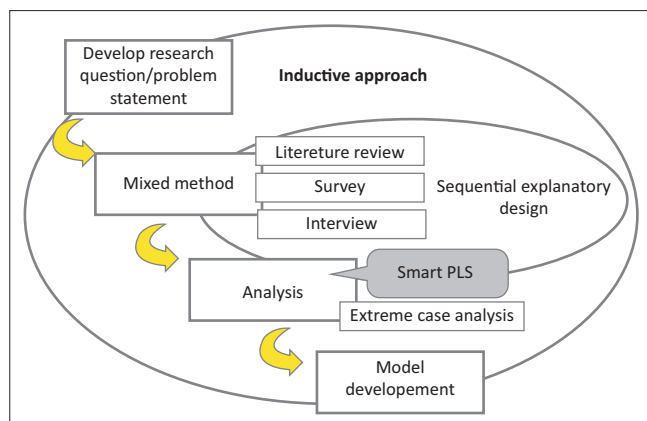 Develop research
question/problem
statement
Inductive approach
Litereture review
Mixed method
Survey
Sequential explanatory
design
Interview
Smart PLS
Analysis
Extreme case analysis
Model
developement